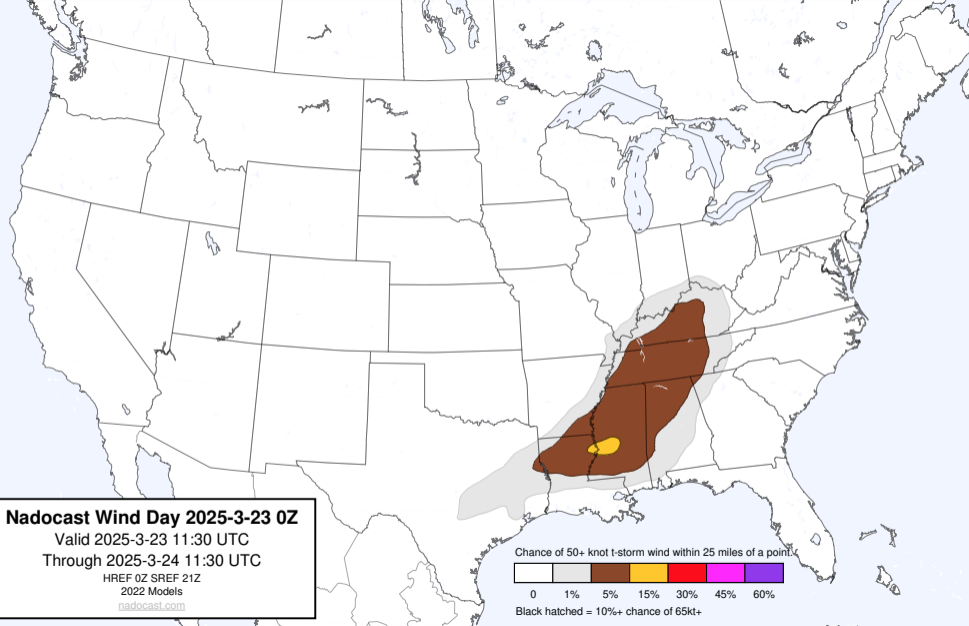 Nadocast Wind Day 2025-3-23 0Z
Valid 2025-3-23 11:30 UTC
Through 2025-3-24 11:30 UTC
HREF 0Z SREF 21Z
2022 Models
nadocast.com
Chance of 50+ knot t-storm wind within 25 miles of a point.
0 1% 5% 15% 30% 45% 60%
Black hatched = 10%+ chance of 65kt+